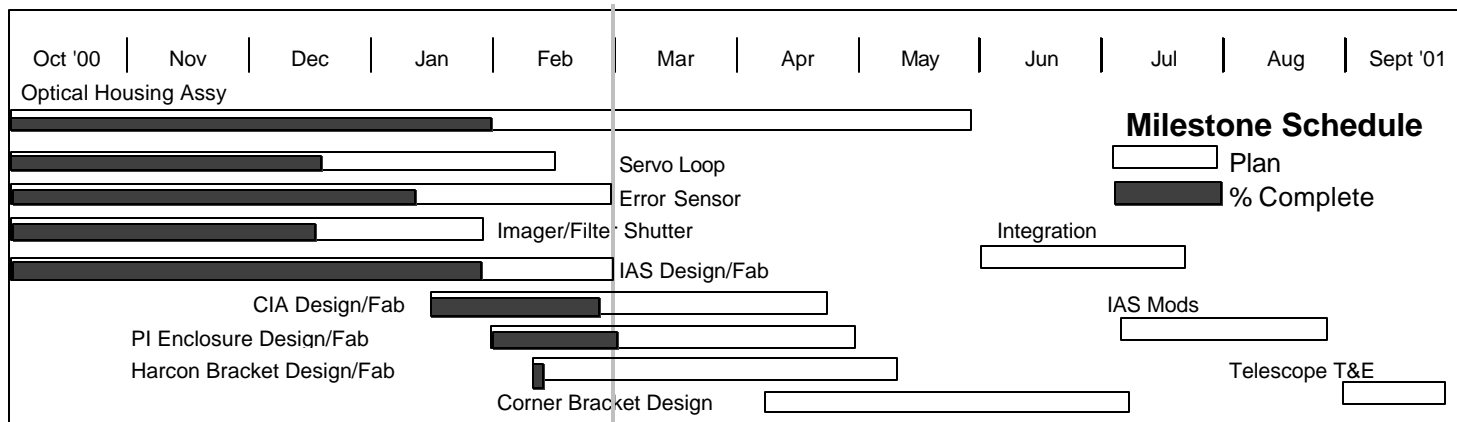 Oct '00 Nov Dec Jan Feb Mar Apr May Jun Jul Aug Sept '01
Optical Housing Assy
Milestone Schedule
Plan
% Complete
Servo Loop
Error Sensor
Imager/Filter Shutter
Integration
IAS Design/Fab
CIA Design/Fab
IAS Mods
PI Enclosure Design/Fab
Harcon Bracket Design/Fab
Telescope T&E
Corner Bracket Design